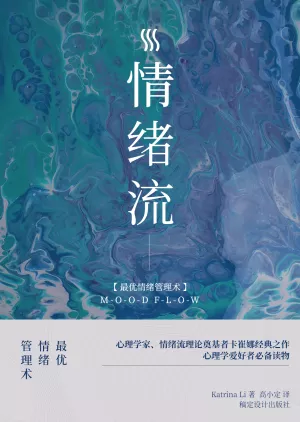 情绪流
【最优情绪管理术】
M-O-O-D F-L-O-W
最优
情绪
管理术
心理学家、情绪流理论奠基者卡崔娜经典之作
心理学爱好者必备读物
Katrina Li 著 高小定 译
稿定设计出版社